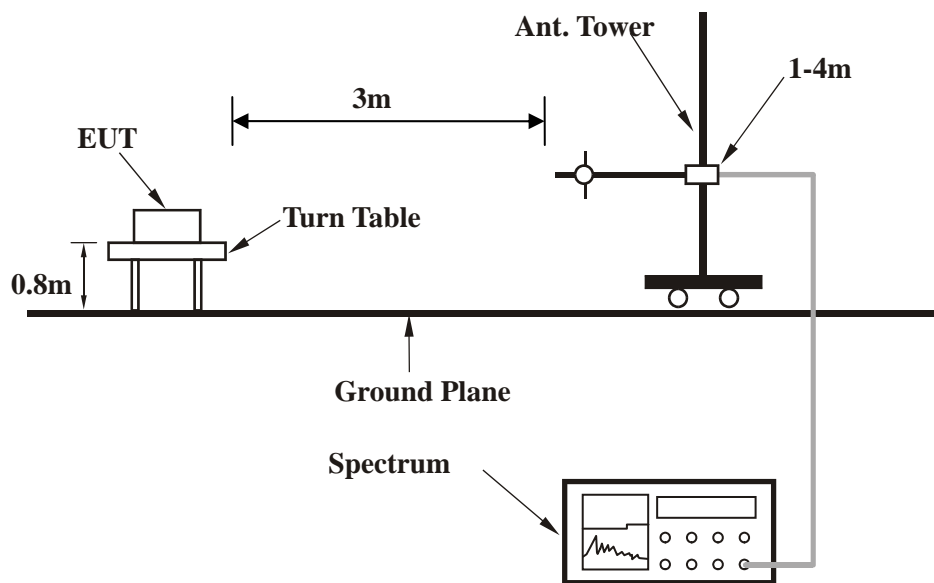 Ant. Tower
1-4m
3m
EUT
Turn Table
0.8m
Ground Plane
Spectrum